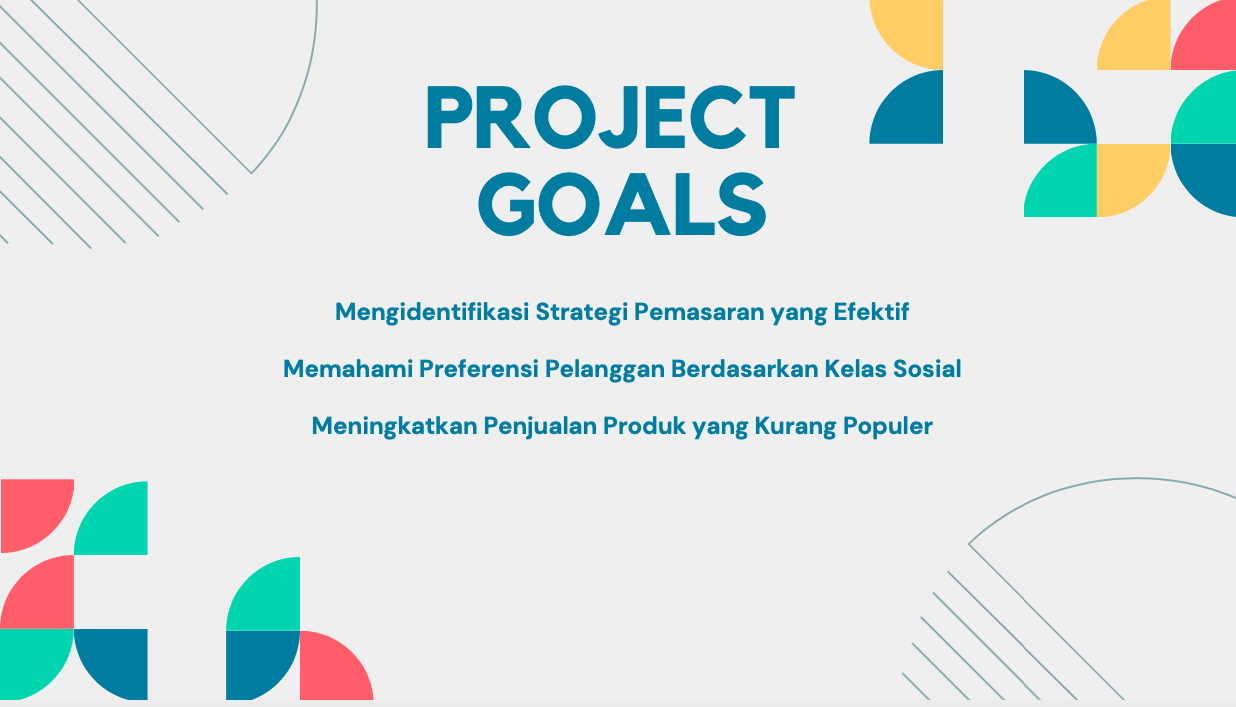 PROJECT
GOALS
Mengidentifikasi Strategi Pemasaran yang Efektif
Memahami Preferensi Pelanggan Berdasarkan Kelas Sosial
Meningkatkan Penjualan Produk yang Kurang Populer